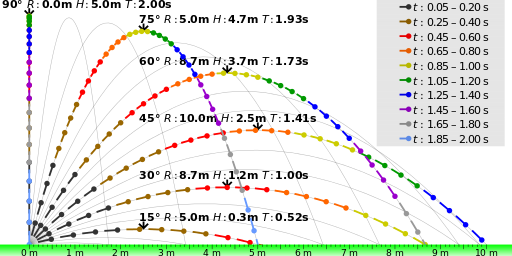 90° R:0.0m H:5.0m T:2.00s
75° R:5.0m H:4.7m T:1.93s
60° R:8.7m H:3.7m T:1.73s
45° R:10.0m H:2.5m T:1.41s
30° R:8.7m H:1.2m T:1.00s
15° R:5.0m H:0.3m T:0.52s
t: 0.05 – 0.20 s
t: 0.25 – 0.40 s
t: 0.45 – 0.60 s
t: 0.65 – 0.80 s
t: 0.85 – 1.00 s
t: 1.05 – 1.20 s
t: 1.25 – 1.40 s
t: 1.45 – 1.60 s
t: 1.65 – 1.80 s
t: 1.85 – 2.00 s
0 m 1 m 2 m 3 m 4 m 5 m 6 m 7 m 8 m 9 m 10 m